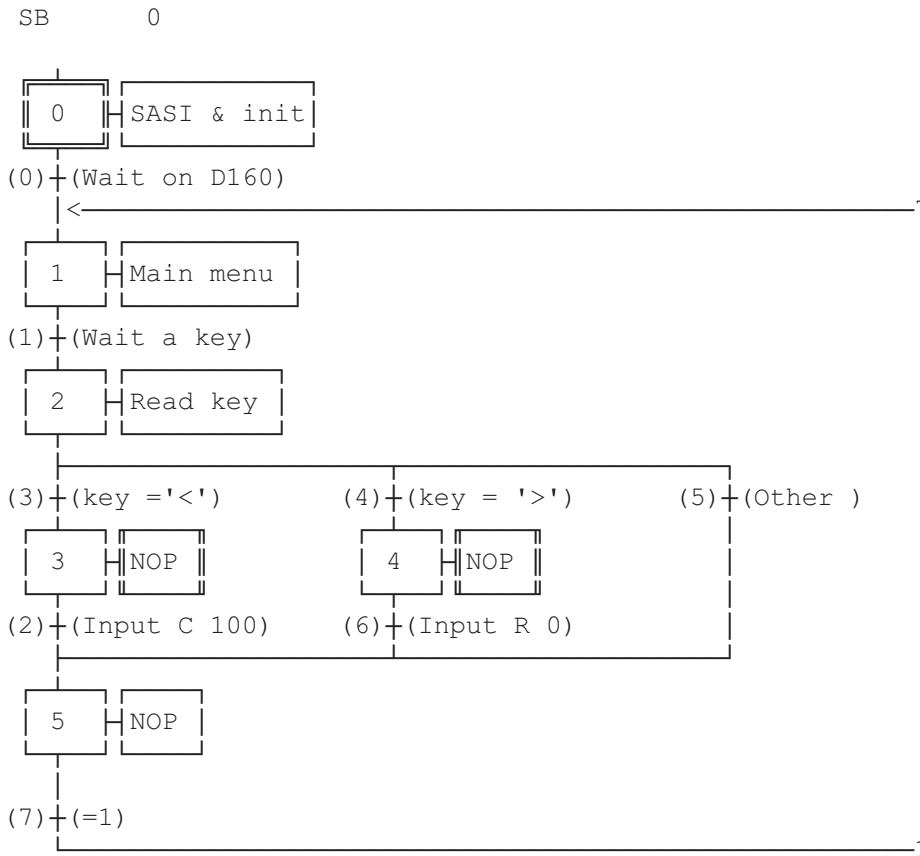 SB 0
0 SASI & init
(0) (Wait on D160)
<
1 Main menu
(1) (Wait a key)
2 Read key
(3) (key ='<') (4) (key = '>') (5) (Other )
3 NOP 4 NOP
(2) (Input C 100) (6) (Input R 0)
5 NOP
(7) (=1)